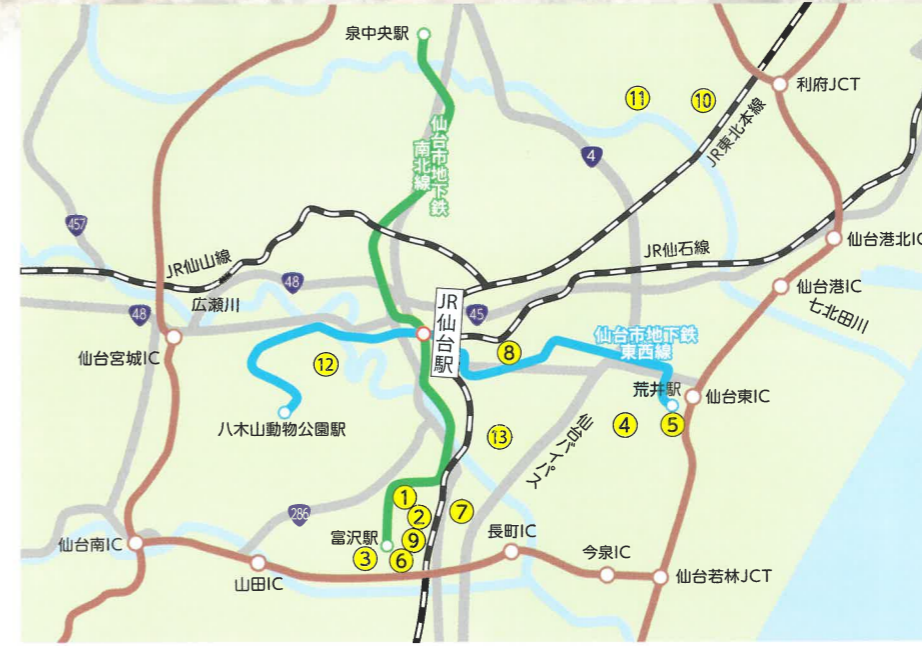 泉中央駅
利府JCT
⑪
⑩
JR東北本線
仙台市地下鉄
南北線
4
457
JR仙山線
JR仙石線
仙台港北IC
48
広瀬川
48
JR仙台駅
45
仙台港IC
七北田川
仙台宮城IC
⑧
仙台市地下鉄
東西線
⑫
荒井駅
仙台東IC
八木山動物公園駅
⑬
仙台バイパス
④
⑤
①
②
⑦
286
富沢駅
⑨
③
⑥
長町IC
仙台南IC
山田IC
今泉IC
仙台若林JCT